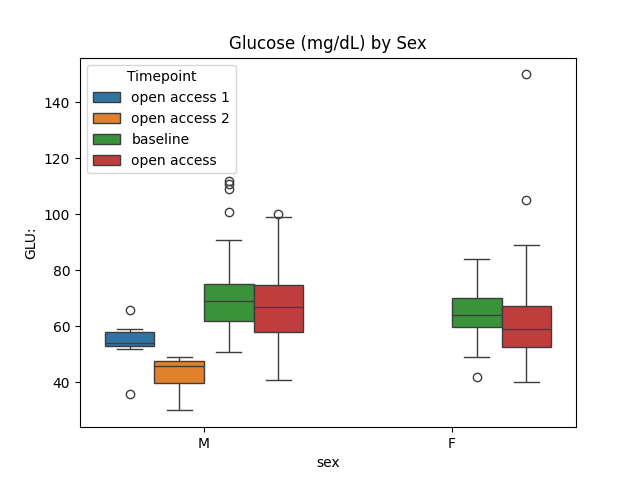 Glucose (mg/dL) by Sex
Timepoint
open access 1
open access 2
baseline
open access
GLU:
140
120
100
80
60
40
M
F
sex